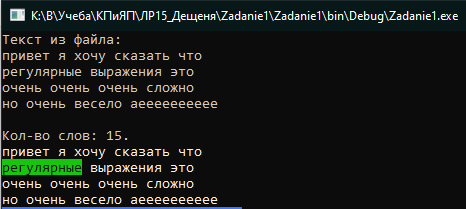 K:\В\Учеба\КПиЯП\ЛР15_Дещеня\Zadanie1\Zadanie1\bin\Debug\Zadanie1.exe
Текст из файла:
привет я хочу сказать что
регулярные выражения это
очень очень очень сложно
но очень весело аеееееееееее
Кол-во слов: 15.
привет я хочу сказать что
регулярные выражения это
очень очень очень сложно
но очень весело аеееееееееее